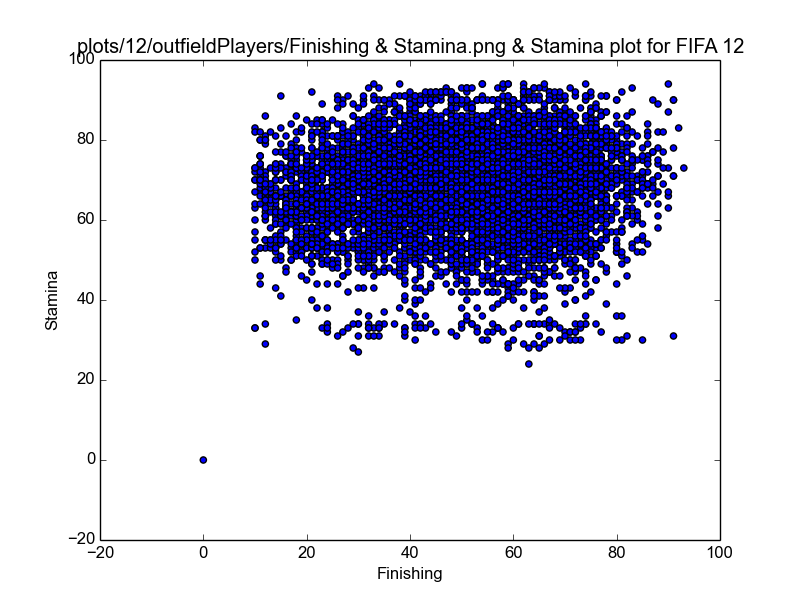 plots/12/outfieldPlayers/Finishing & Stamina.png & Stamina plot for FIFA 12
100
80
60
40
20
0
−20
−20 0 20 40 60 80 100
Stamina
Finishing